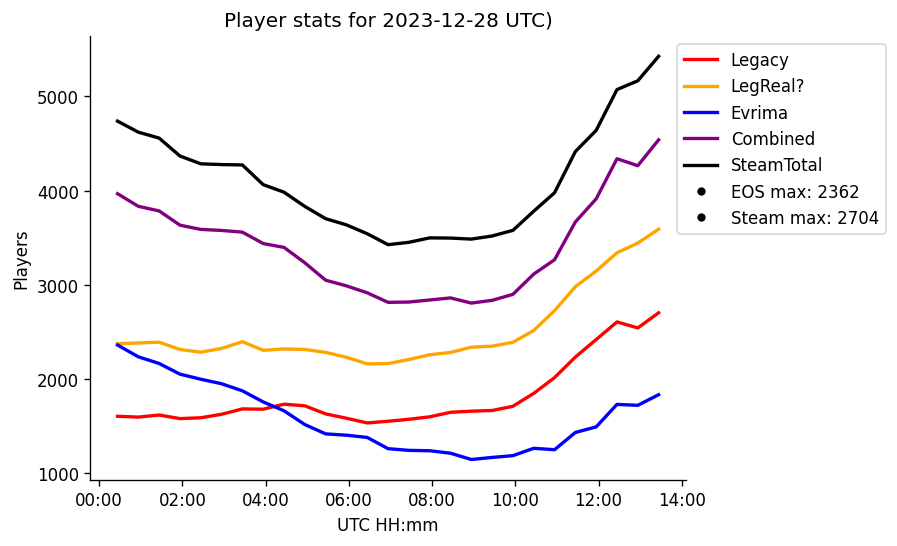 Player stats for 2023-12-28 UTC)
Legacy
LegReal?
Evrima
Combined
SteamTotal
EOS max: 2362
Steam max: 2704
Players
5000
4000
3000
2000
1000
00:00 02:00 04:00 06:00 08:00 10:00 12:00 14:00
UTC HH:mm